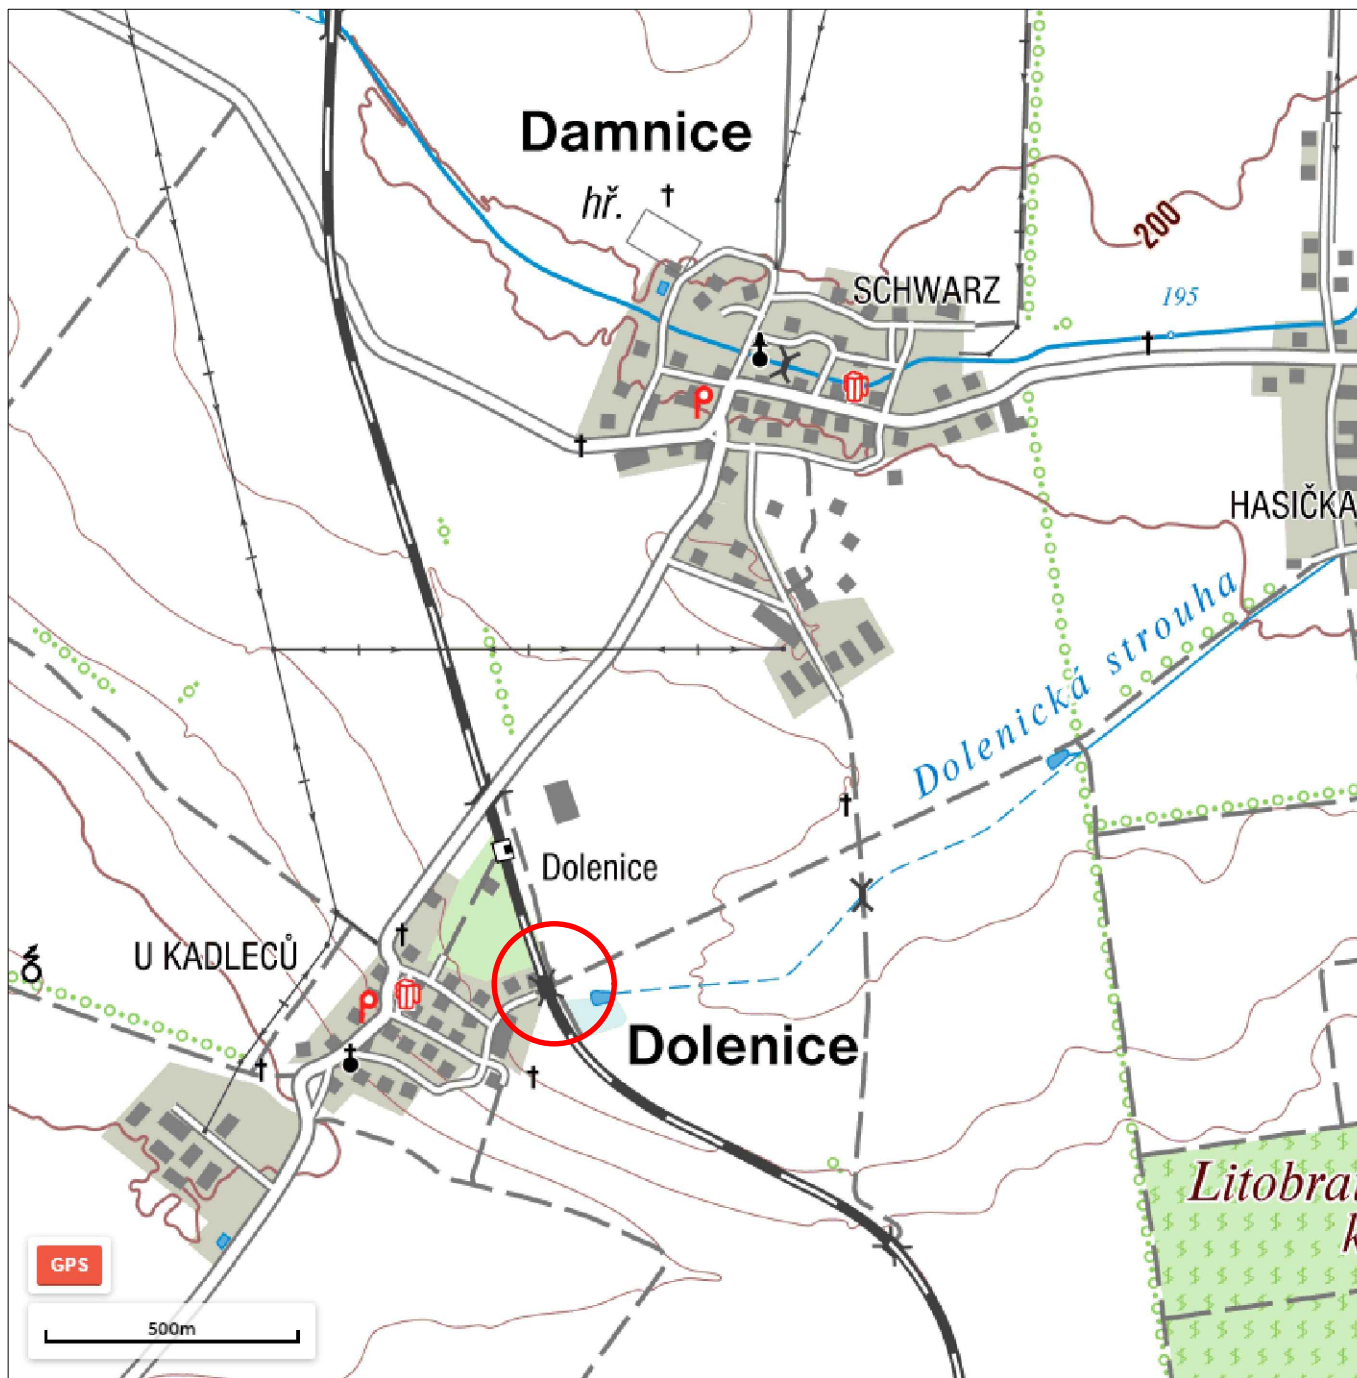 Damnice
hř.
200
SCHWARZ
195
HASIČKA
Dolenická strouha
Dolenice
U KADLECŮ
Dolenice
Litobra
k
GPS
500m